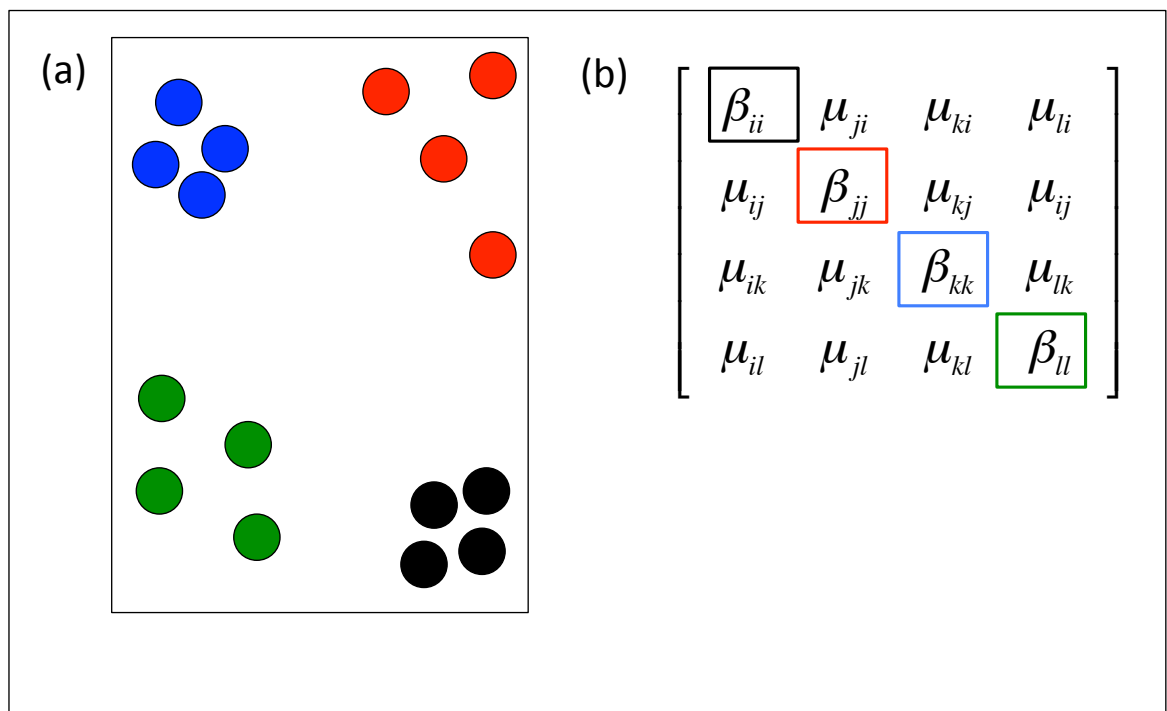 (a)
(b)
β_ii μ_ji μ_ki μ_li
μ_ij β_jj μ_kj μ_ij
μ_ik μ_jk β_kk μ_lk
μ_il μ_jl μ_kl β_ll